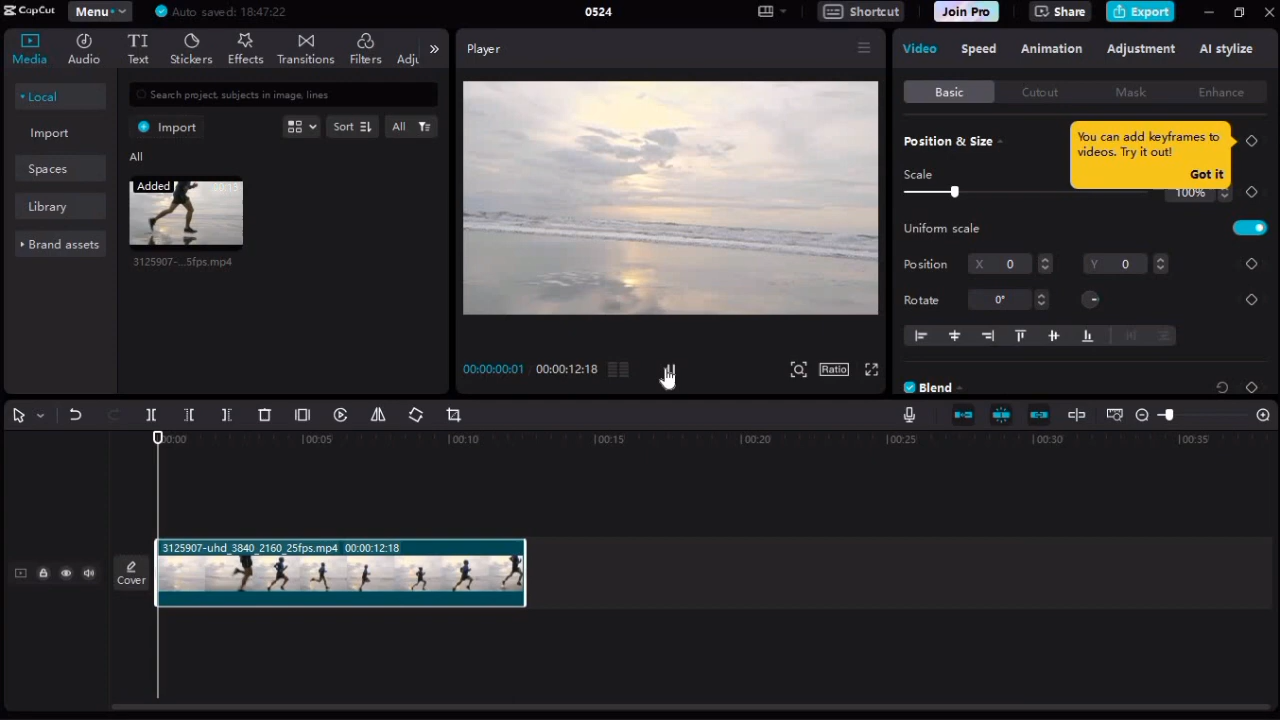 CapCut
Menu
Auto saved: 18:47:22
0524
Shortcut
Join Pro
Share
Export
Media
Audio
Text
Stickers
Effects
Transitions
Filters
Adju
Local
Import
Spaces
Library
Brand assets
Search project, subjects in image, lines
Import
Sort
All
All
Added
00:13
3125907-...5fps.mp4
Player
00:00:00:01
00:00:12:18
Ratio
Video
Speed
Animation
Adjustment
AI stylize
Basic
Cutout
Mask
Enhance
Position & Size
You can add keyframes to
videos. Try it out!
Got it
Scale
100%
Uniform scale
Position
X 0
Y 0
Rotate
0°
Blend
00:00
00:05
00:10
00:15
00:20
00:25
00:30
00:35
Cover
3125907-uhd_3840_2160_25fps.mp4 00:00:12:18